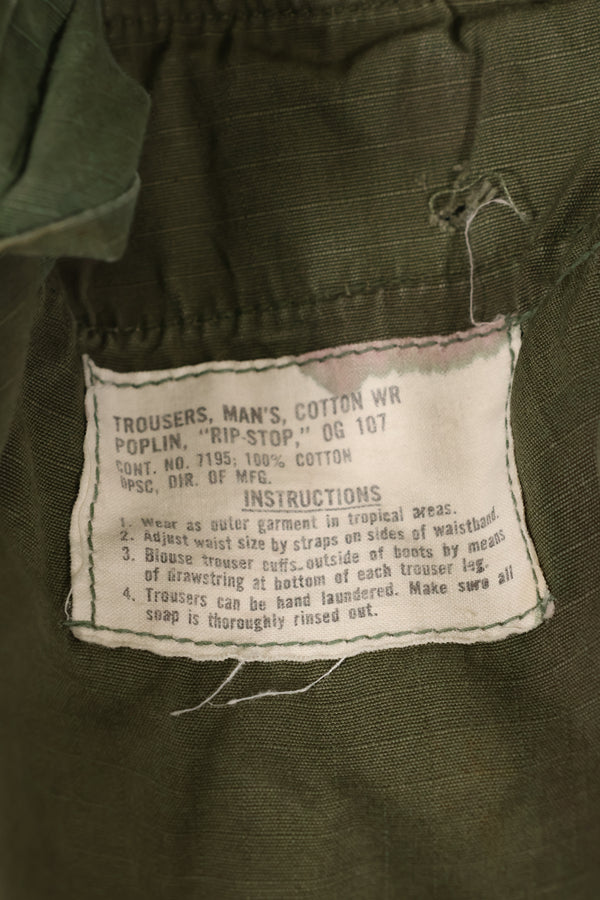 TROUSERS, MAN'S, COTTON WR
POPLIN, "RIP-STOP," OG 107
CONT. NO. 7195; 100% COTTON
DPSC, DIR. OF MFG.
INSTRUCTIONS
1. Wear as outer garment in tropical areas.
2. Adjust waist size by straps on sides of waistband.
3. Blouse trouser cuffs outside of boots by means
of drawstring at bottom of each trouser leg.
4. Trousers can be hand laundered. Make sure all
soap is thoroughly rinsed out.